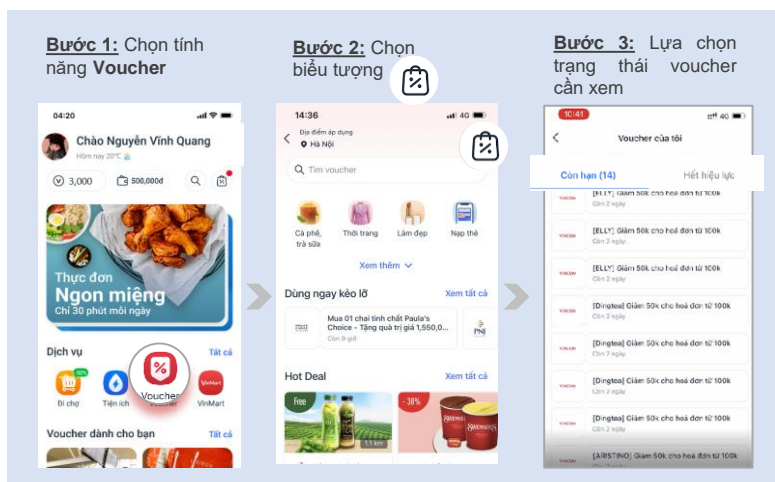 Bước 1: Chọn tính
năng Voucher
Bước 2: Chọn
biểu tượng
Bước 3: Lựa chọn
trạng thái voucher
cần xem
04:20
Chào Nguyễn Vĩnh Quang
Hôm nay 20°C
3,000
500,000đ
Thực đơn
Ngon miệng
Chỉ 30 phút mỗi ngày
Dịch vụ
Tất cả
Đi chợ
Tiện ích
Voucher
VinMart
VinMart
Voucher dành cho bạn
Tất cả
14:36
4G
Địa điểm áp dụng
Hà Nội
Tìm voucher
Cà phê,
trà sữa
Thời trang
Làm đẹp
Nạp thẻ
Xem thêm
Dùng ngay kẻo lỡ
Xem tất cả
Mua 01 chai tinh chất Paula's
Choice - Tặng quà trị giá 1,550,0...
Còn 9 giờ
PNJ
Hot Deal
Xem tất cả
Free
1.1 km
- 38%
10:41
4G
Voucher của tôi
Còn hạn (14)
Hết hiệu lực
[ELLY] Giảm 50k cho hoá đơn từ 100k
Còn 2 ngày
[ELLY] Giảm 50k cho hoá đơn từ 100k
Còn 2 ngày
[ELLY] Giảm 50k cho hoá đơn từ 100k
Còn 2 ngày
[Dingtea] Giảm 50k cho hoá đơn từ 100k
Còn 2 ngày
[Dingtea] Giảm 50k cho hoá đơn từ 100k
Còn 2 ngày
[Dingtea] Giảm 50k cho hoá đơn từ 100k
Còn 2 ngày
[Dingtea] Giảm 50k cho hoá đơn từ 100k
Còn 2 ngày
[ARISTINO] Giảm 50k cho hoá đơn từ 100k